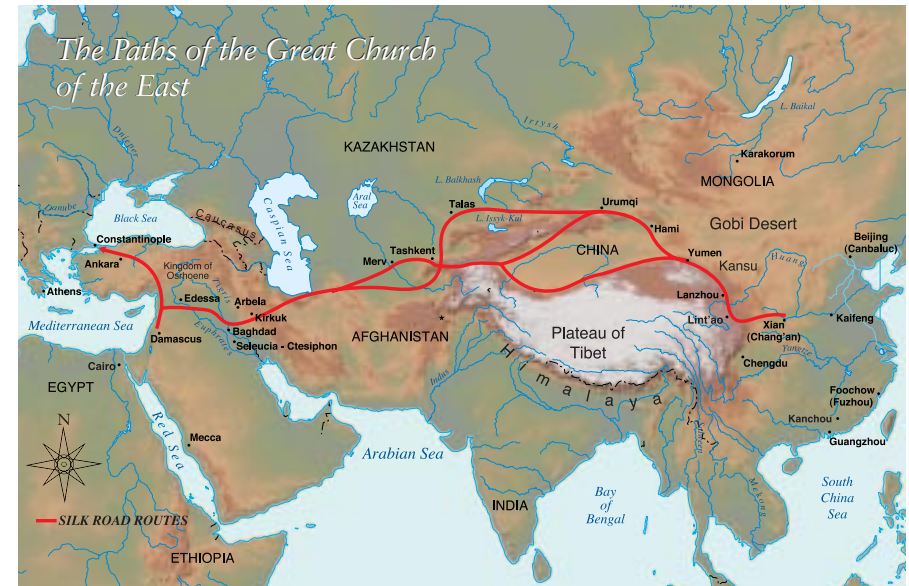 The Paths of the Great Church
of the East
Dnieper
Irtysh
L. Baikal
KAZAKHSTAN
Karakorum
MONGOLIA
L. Balkhash
Aral
Sea
Talas
Urumqi
L. Issyk-Kul
Danube
Black Sea
Caucasus
Caspian Sea
Gobi Desert
Hami
Constantinople
Tashkent
Merv
CHINA
Yumen
Beijing
(Canbaluc)
Ankara
Kingdom of
Osrhoene
Kansu
Huang
Athens
Edessa
Tigris
Arbela
Kirkuk
Lanzhou
Mediterranean Sea
Damascus
Euphrates
Baghdad
Seleucia - Ctesiphon
AFGHANISTAN
Plateau of
Tibet
Lint'ao
Xian
(Chang'an)
Kaifeng
Cairo
EGYPT
Indus
Himalaya
Chengdu
Yangtze
Foochow
(Fuzhou)
Kanchou
Guangzhou
N
Red Sea
Mecca
Arabian Sea
Salween
Mekong
INDIA
Bay
of
Bengal
South
China
Sea
SILK ROAD ROUTES
ETHIOPIA